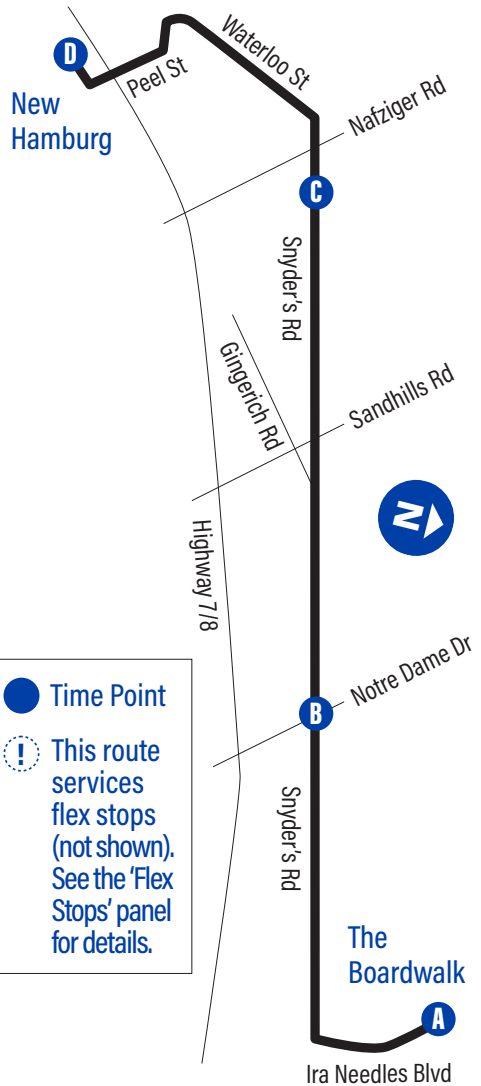 D
New
Hamburg
Peel St
Waterloo St
Nafziger Rd
C
Snyder's Rd
Gingerich Rd
Sandhills Rd
N
Highway 7/8
Notre Dame Dr
B
Time Point
! This route
services
flex stops
(not shown).
See the 'Flex
Stops' panel
for details.
Snyder's Rd
The
Boardwalk
A
Ira Needles Blvd